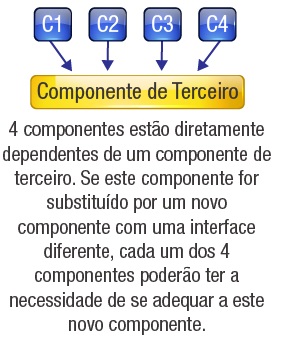 C1 C2 C3 C4
Componente de Terceiro
4 componentes estão diretamente
dependentes de um componente de
terceiro. Se este componente for
substituído por um novo
componente com uma interface
diferente, cada um dos 4
componentes poderão ter a
necessidade de se adequar a este
novo componente.